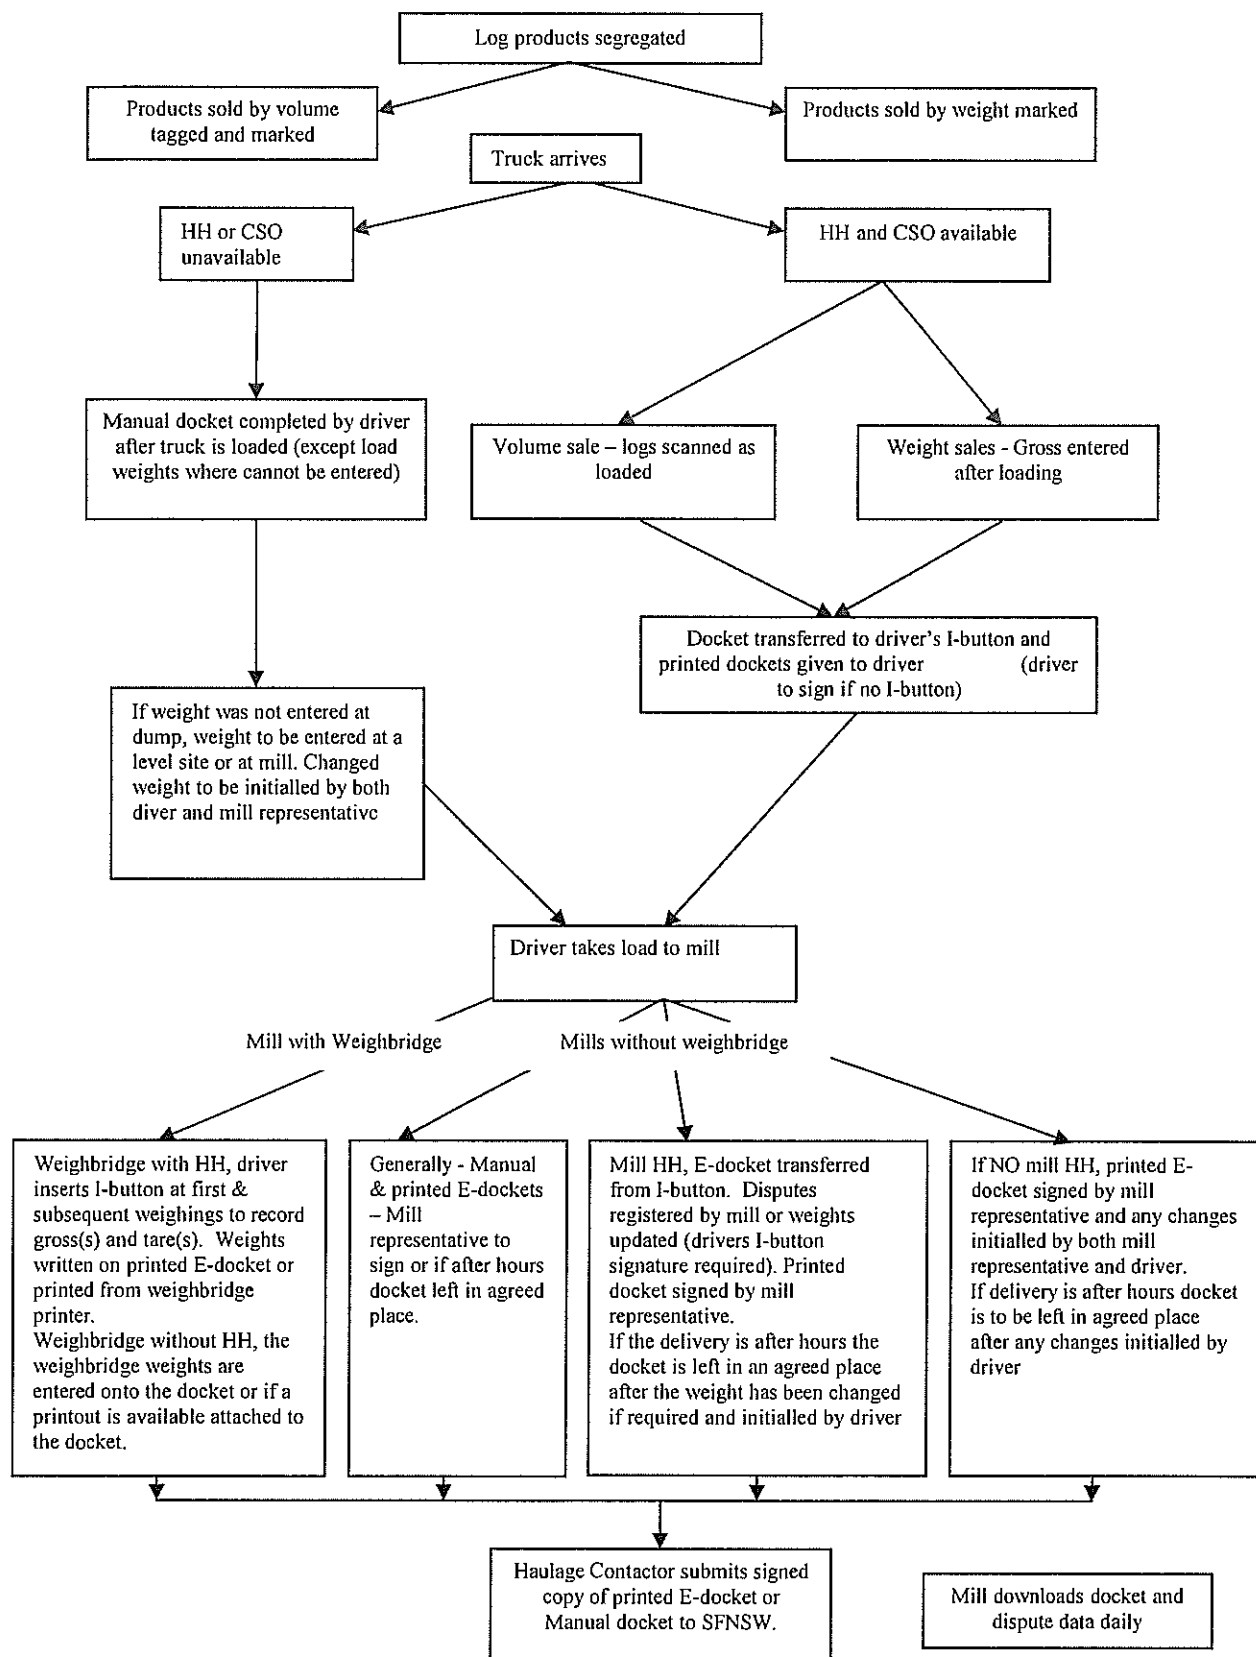 Log products segregated
Products sold by volume
tagged and marked
Products sold by weight marked
Truck arrives
HH or CSO
unavailable
HH and CSO available
Manual docket completed by driver
after truck is loaded (except load
weights where cannot be entered)
Volume sale – logs scanned as
loaded
Weight sales - Gross entered
after loading
Docket transferred to driver's I-button and
printed dockets given to driver (driver
to sign if no I-button)
If weight was not entered at
dump, weight to be entered at a
level site or at mill. Changed
weight to be initialled by both
diver and mill representative
Driver takes load to mill
Mill with Weighbridge
Mills without weighbridge
Weighbridge with HH, driver
inserts I-button at first &
subsequent weighings to record
gross(s) and tare(s). Weights
written on printed E-docket or
printed from weighbridge
printer.
Weighbridge without HH, the
weighbridge weights are
entered onto the docket or if a
printout is available attached to
the docket.
Generally - Manual
& printed E-dockets
– Mill
representative to
sign or if after hours
docket left in agreed
place.
Mill HH, E-docket transferred
from I-button. Disputes
registered by mill or weights
updated (drivers I-button
signature required). Printed
docket signed by mill
representative.
If the delivery is after hours the
docket is left in an agreed place
after the weight has been changed
if required and initialled by driver
If NO mill HH, printed E-
docket signed by mill
representative and any changes
initialled by both mill
representative and driver.
If delivery is after hours docket
is to be left in agreed place
after any changes initialled by
driver
Haulage Contactor submits signed
copy of printed E-docket or
Manual docket to SFNSW.
Mill downloads docket and
dispute data daily